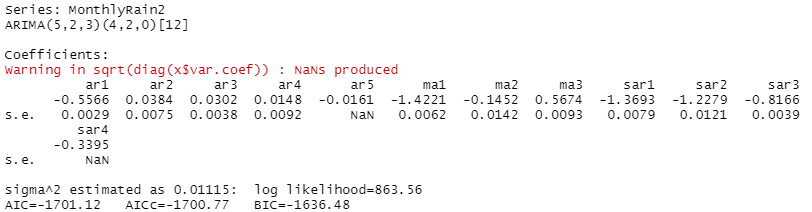 Series: MonthlyRain2
ARIMA(5,2,3)(4,2,0)[12]
Coefficients:
Warning in sqrt(diag(x$var.coef)) : NaNs produced
ar1 ar2 ar3 ar4 ar5 ma1 ma2 ma3 sar1 sar2 sar3
-0.5566 0.0384 0.0302 0.0148 -0.0161 -1.4221 -0.1452 0.5674 -1.3693 -1.2279 -0.8166
s.e. 0.0029 0.0075 0.0038 0.0092 NaN 0.0062 0.0142 0.0093 0.0079 0.0121 0.0039
sar4
-0.3395
s.e. NaN
sigma^2 estimated as 0.01115: log likelihood=863.56
AIC=-1701.12 AICc=-1700.77 BIC=-1636.48